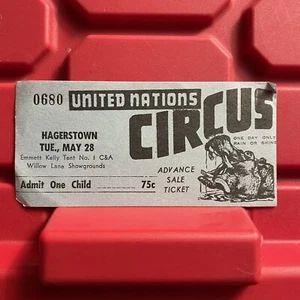 0680 UNITED NATIONS
CIRCUS
HAGERSTOWN
TUE., MAY 28
Emmett Kelly Tent No. 1 C&A
Willow Lane Showgrounds
Admit One Child 75c
ADVANCE
SALE
TICKET
ONE DAY ONLY
RAIN OR SHINE